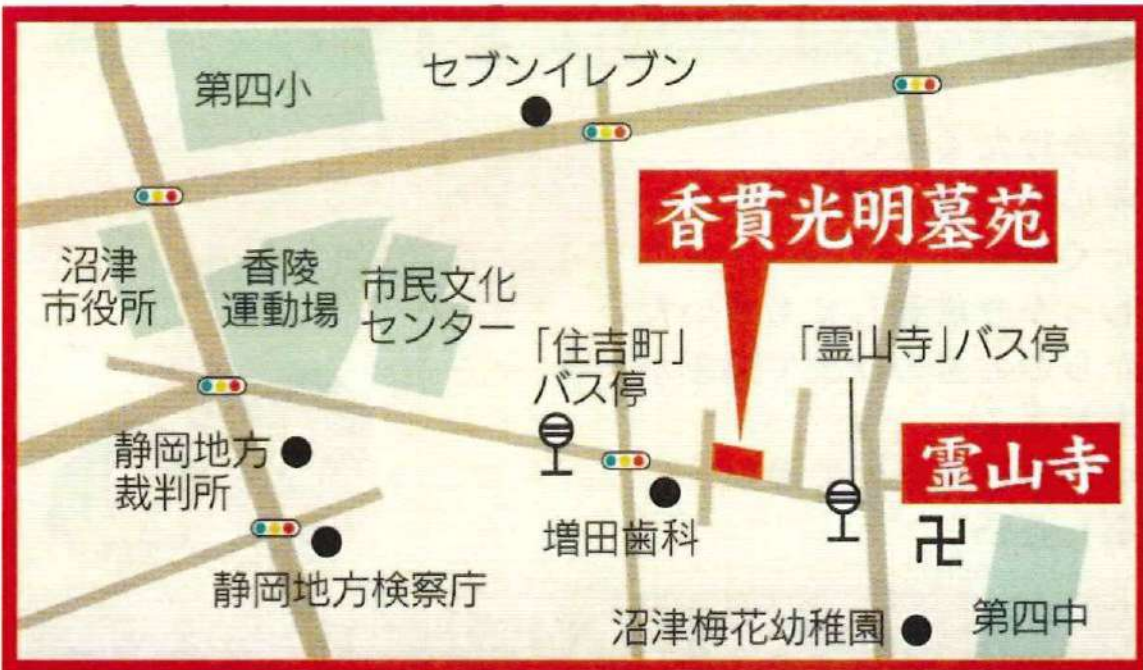 第四小
セブンイレブン
香貫光明墓苑
沼津
市役所
香陵
運動場
市民文化
センター
「住吉町」
バス停
「霊山寺」バス停
静岡地方
裁判所
霊山寺
増田歯科
卍
静岡地方検察庁
沼津梅花幼稚園
第四中